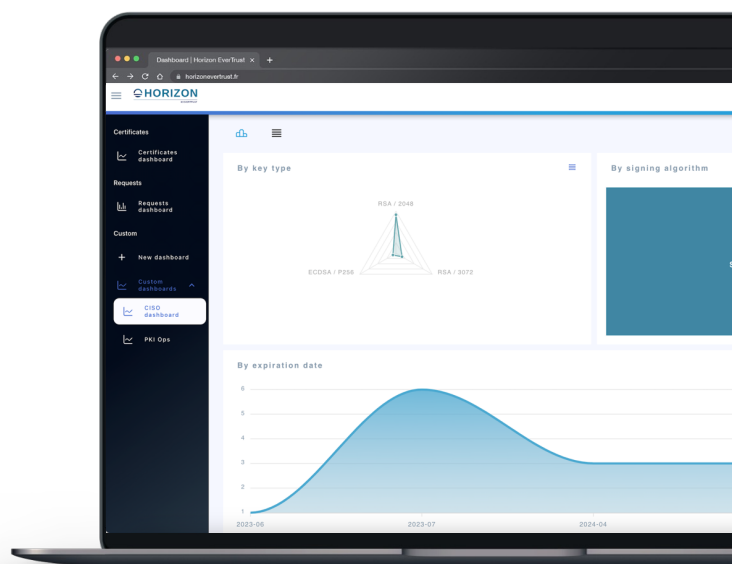 Dashboard | Horizon EverTrust × +
horizonevertrust.fr
HORIZON
Certificates
Certificates
dashboard
Requests
Requests
dashboard
Custom
+ New dashboard
Custom
dashboards
CISO
dashboard
PKI Ops
By key type
RSA / 2048
ECDSA / P256
RSA / 3072
By signing algorithm
S
By expiration date
6
5
4
3
2
1
2023-06
2023-07
2024-04